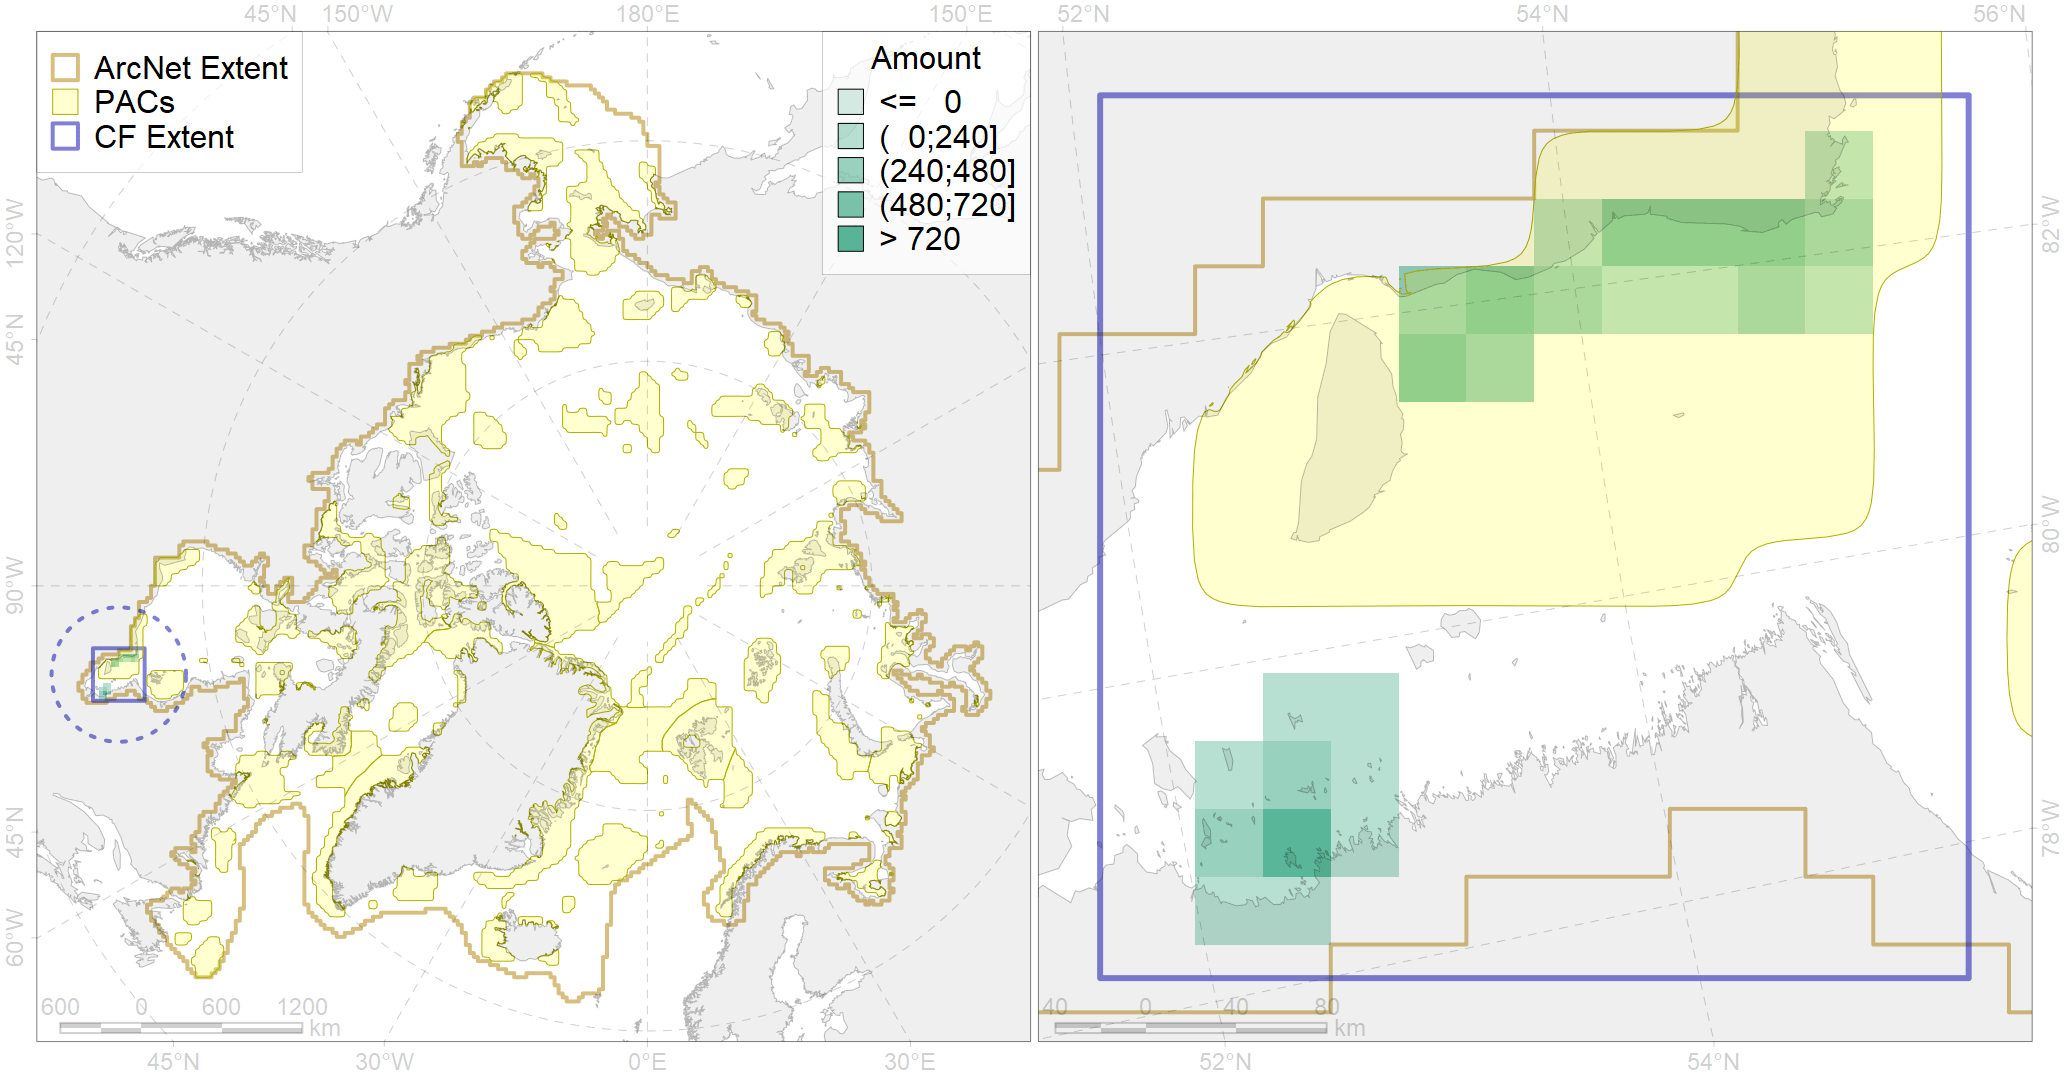 45°N 150°W 180°E 150°E 52°N 54°N 56°N
ArcNet Extent
PACs
CF Extent
Amount
<= 0
( 0;240]
(240;480]
(480;720]
> 720
120°W
45°N
90°W
45°N
60°W
82°W
80°W
78°W
600 0 600 1200
km
40 0 40 80
km
45°N 30°W 0°E 30°E 52°N 54°N